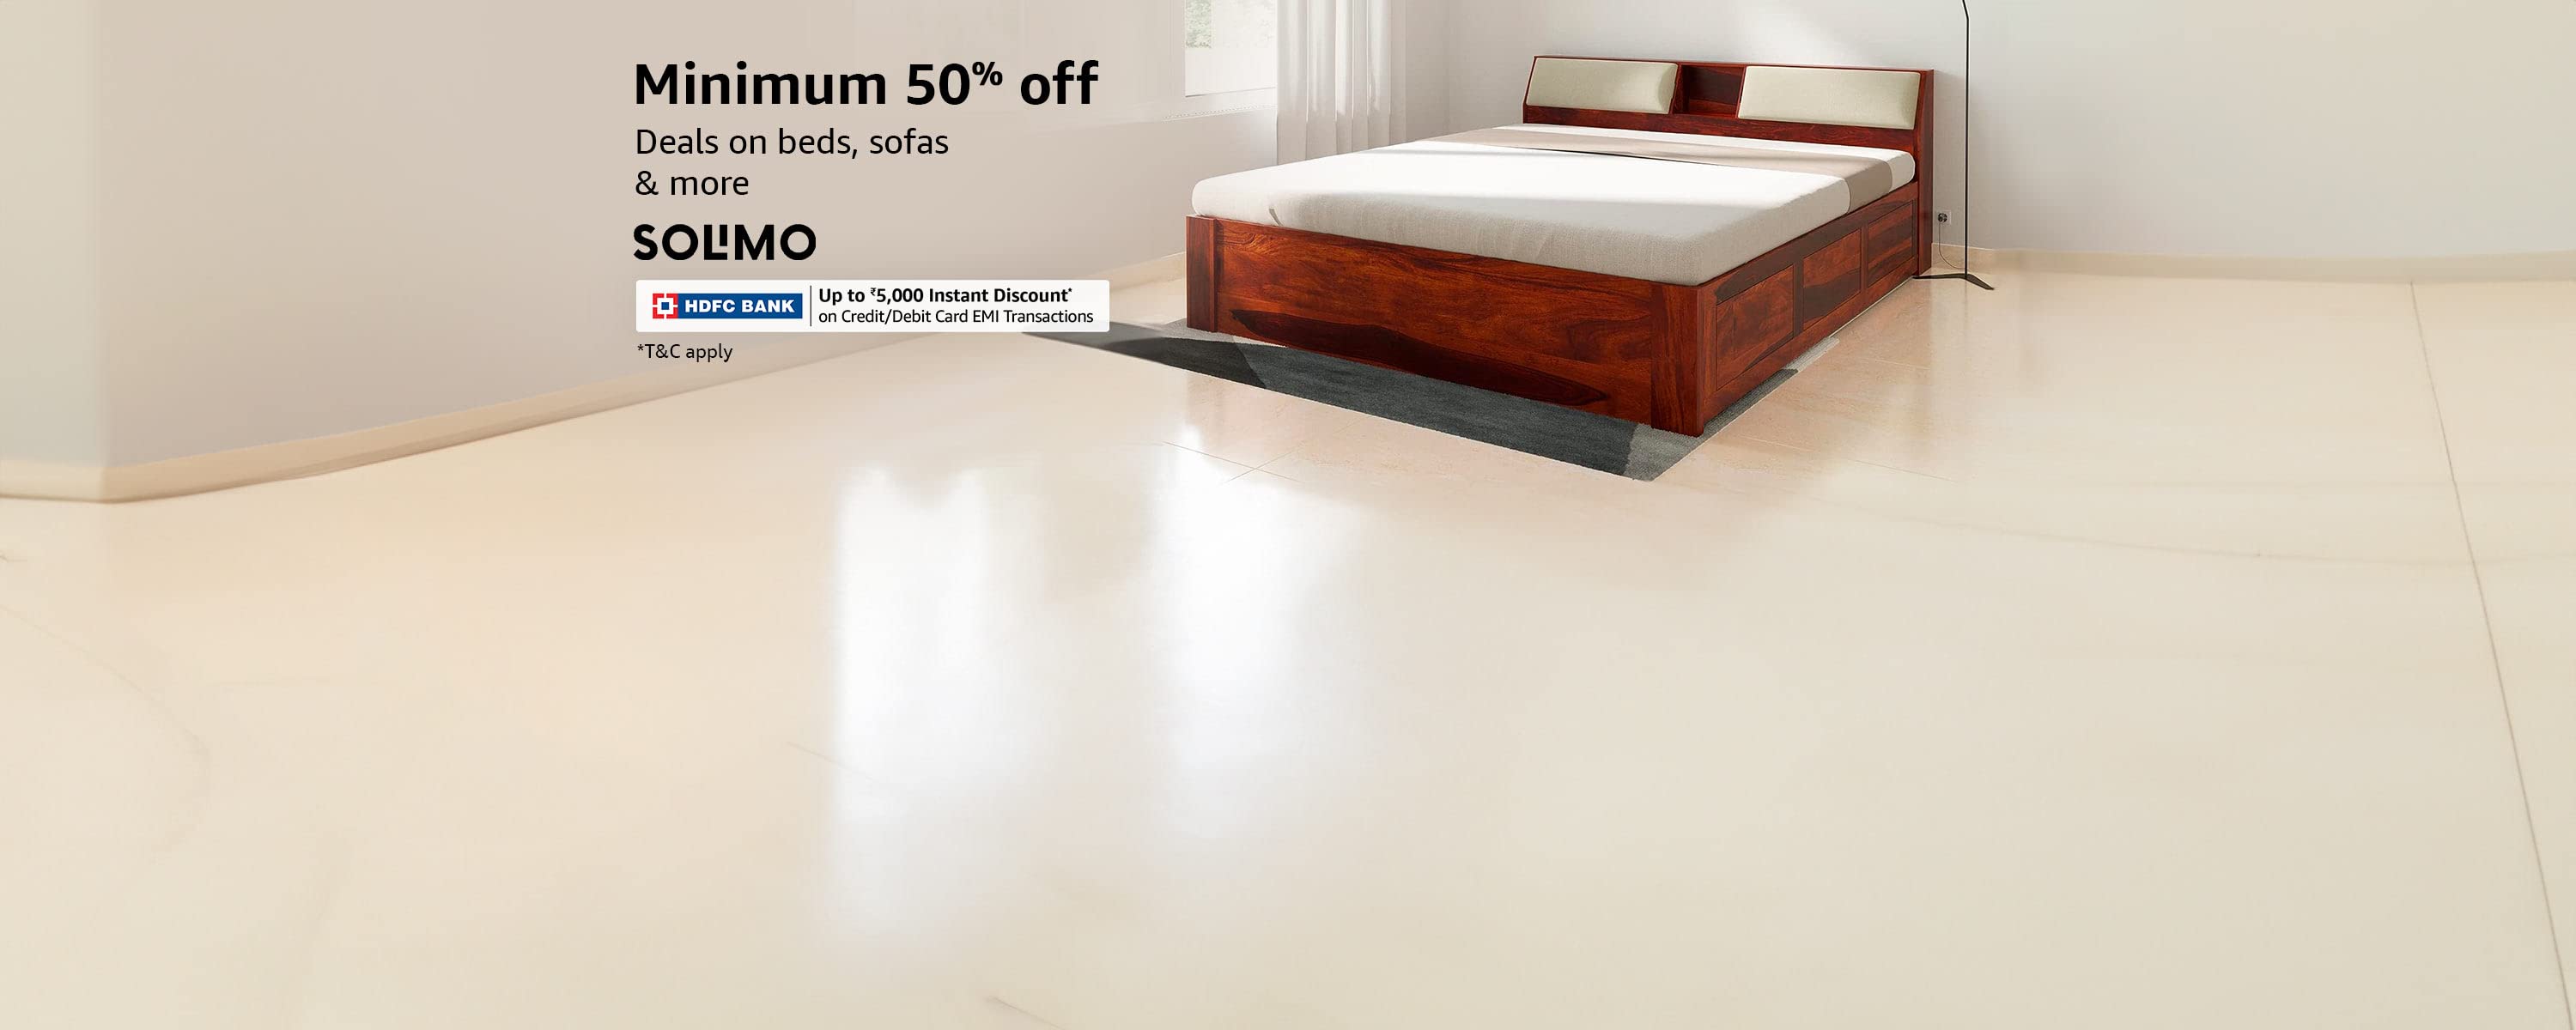 Minimum 50% off
Deals on beds, sofas
& more
SOLIMO
HDFC BANK
Up to ₹5,000 Instant Discount*
on Credit/Debit Card EMI Transactions
*T&C apply